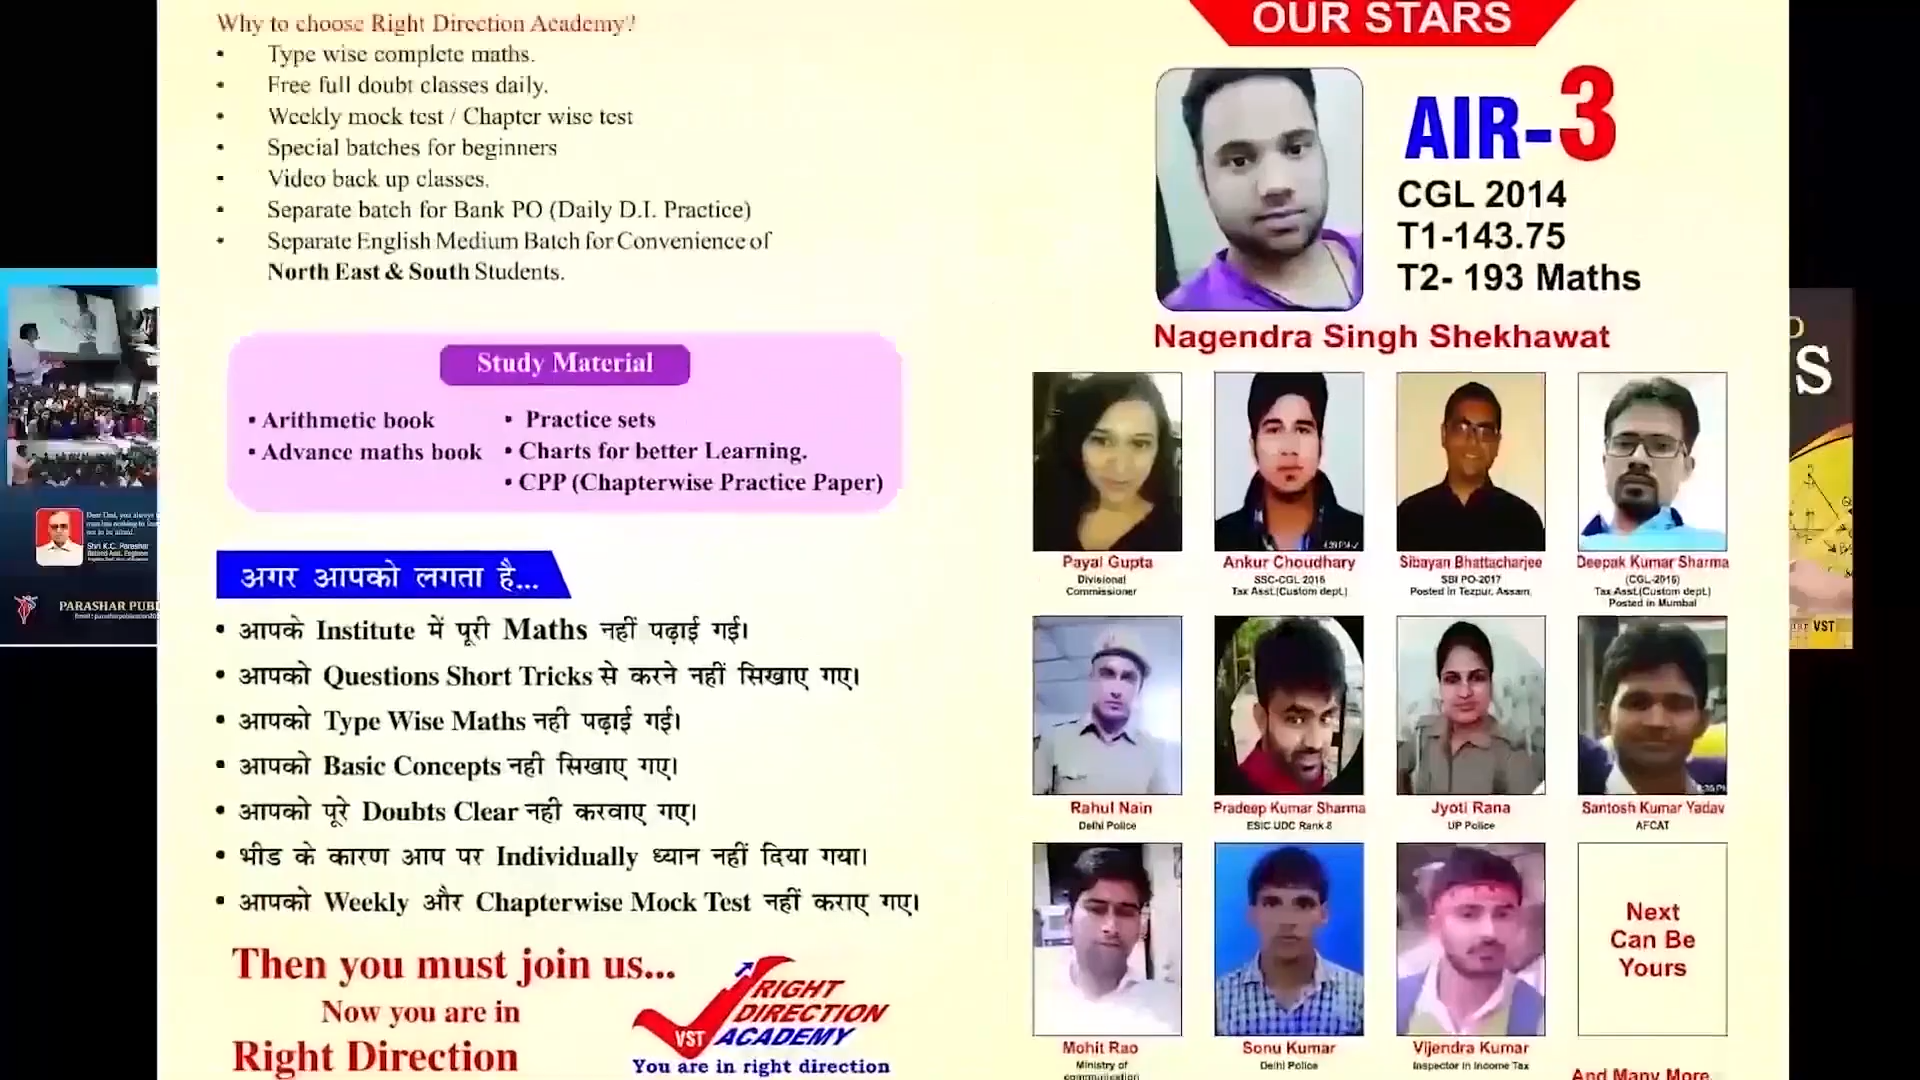 Why to choose Right Direction Academy?
• Type wise complete maths.
• Free full doubt classes daily.
• Weekly mock test / Chapter wise test
• Special batches for beginners
• Video back up classes.
• Separate batch for Bank PO (Daily D.I. Practice)
• Separate English Medium Batch for Convenience of
North East & South Students.
Study Material
• Arithmetic book
• Advance maths book
• Practice sets
• Charts for better Learning.
• CPP (Chapterwise Practice Paper)
अगर आपको लगता है...
• आपके Institute में पूरी Maths नहीं पढ़ाई गई।
• आपको Questions Short Tricks से करने नहीं सिखाए गए।
• आपको Type Wise Maths नही पढ़ाई गई।
• आपको Basic Concepts नही सिखाए गए।
• आपको पूरे Doubts Clear नही करवाए गए।
• भीड के कारण आप पर Individually ध्यान नहीं दिया गया।
• आपको Weekly और Chapterwise Mock Test नहीं कराए गए।
Then you must join us...
Now you are in
Right Direction
VST RIGHT
DIRECTION
ACADEMY
You are in right direction
OUR STARS
AIR-3
CGL 2014
T1-143.75
T2- 193 Maths
Nagendra Singh Shekhawat
Payal Gupta
Divisional
Commissioner
Ankur Choudhary
SSC-CGL 2016
Tax Asst.(Custom dept.)
Sibayan Bhattacharjee
SBI PO-2017
Posted in Tezpur, Assam,
Deepak Kumar Sharma
(CGL-2016)
Tax Asst.(Custom dept.)
Posted in Mumbai
Rahul Nain
Delhi Police
Pradeep Kumar Sharma
ESIC UDC Rank 8
Jyoti Rana
UP Police
Santosh Kumar Yadav
AFCAT
Mohit Rao
Ministry of
communication
Sonu Kumar
Delhi Police
Vijendra Kumar
Inspector in Income Tax
Next
Can Be
Yours
And Many More
Shri K.C. Parashar
PARASHAR PUBL
VST